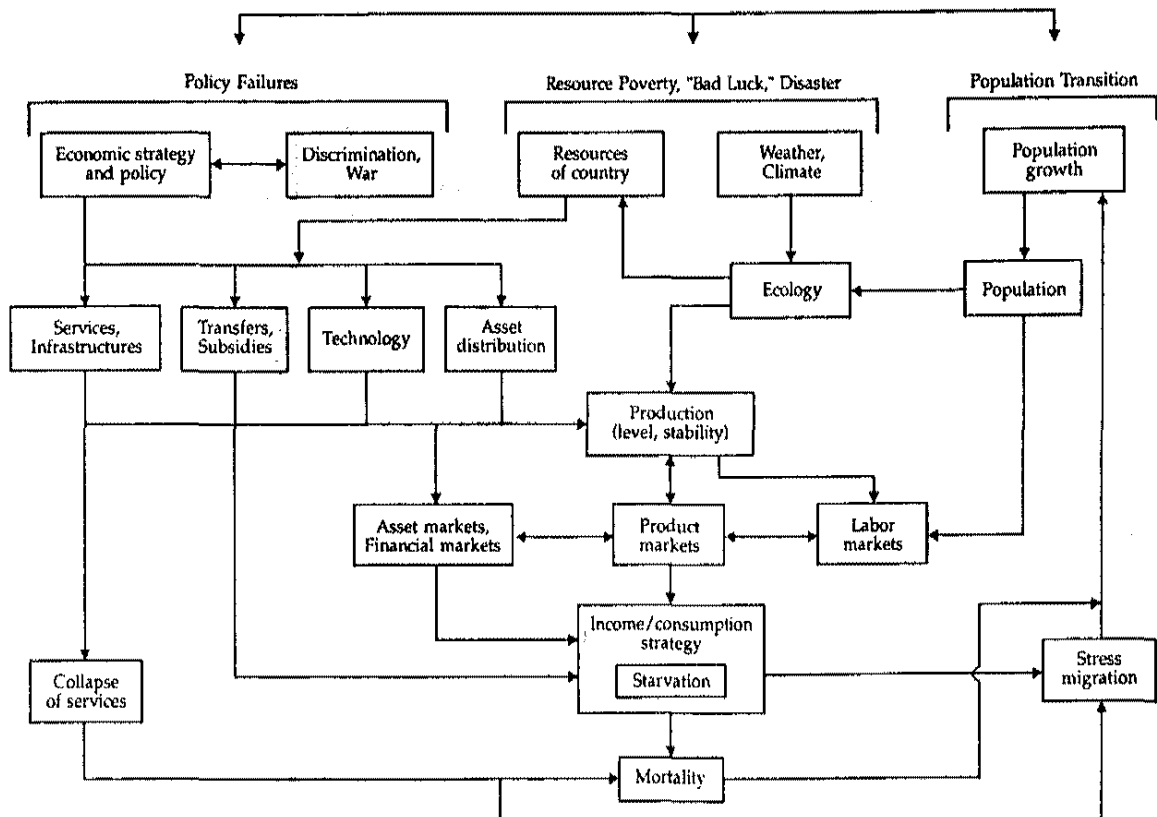 Policy Failures
Resource Poverty, "Bad Luck," Disaster
Population Transition
Economic strategy
and policy
Discrimination,
War
Resources
of country
Weather,
Climate
Population
growth
Ecology
Population
Services,
Infrastructures
Transfers,
Subsidies
Technology
Asset
distribution
Production
(level, stability)
Asset markets,
Financial markets
Product
markets
Labor
markets
Income/consumption
strategy
Starvation
Collapse
of services
Stress
migration
Mortality